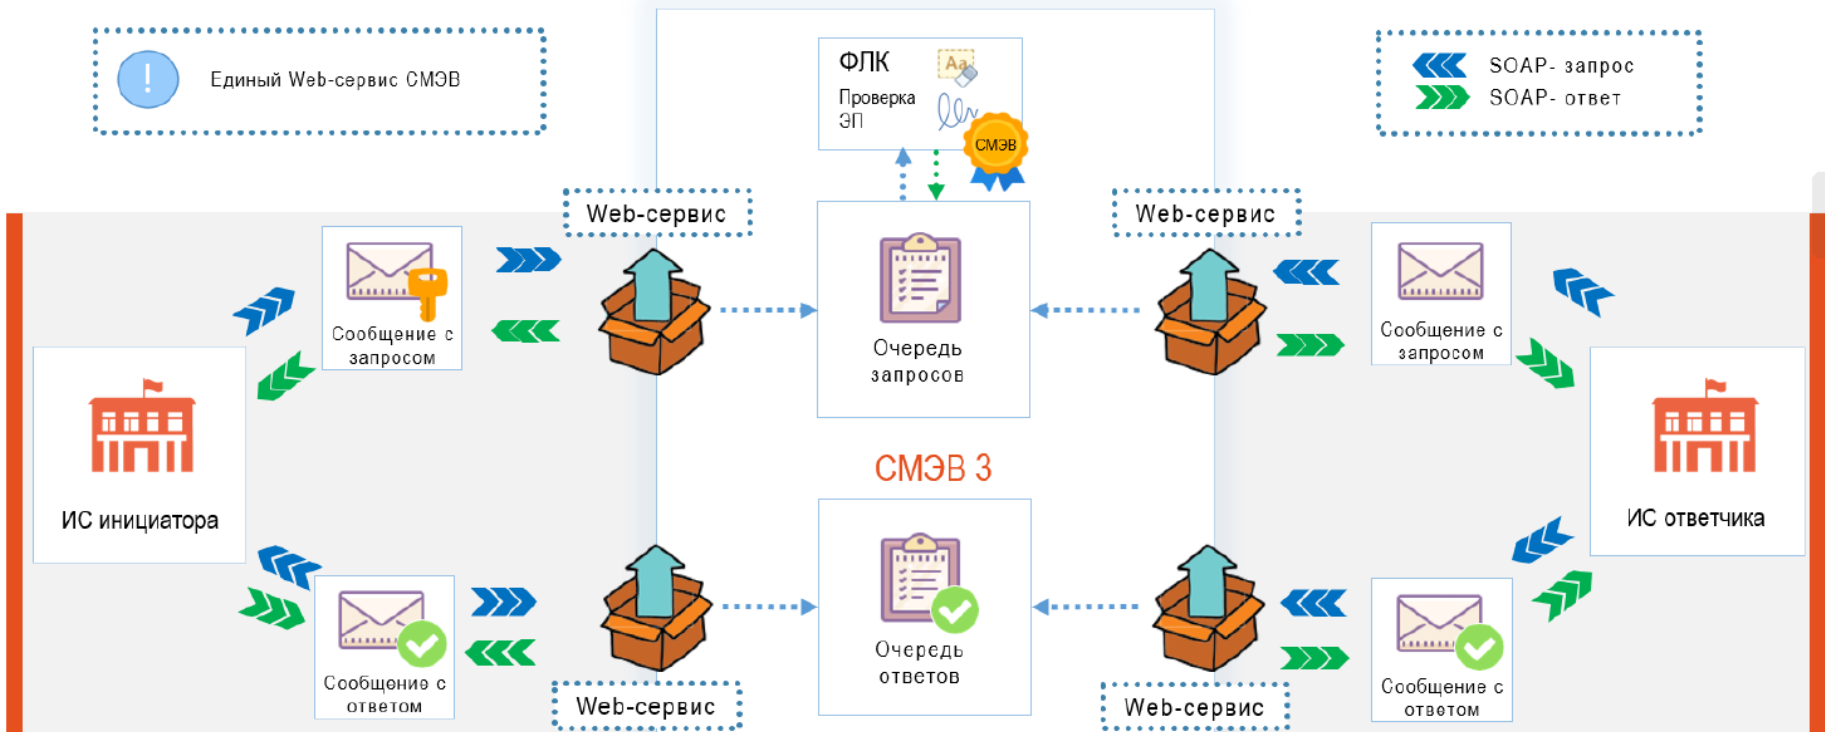 Единый Web-сервис СМЭВ
ФЛК
Aa
Проверка
ЭП
СМЭВ
SOAP- запрос
SOAP- ответ
Web-сервис
Web-сервис
Сообщение с
запросом
Очередь
запросов
Сообщение с
запросом
ИС инициатора
СМЭВ 3
ИС ответчика
Сообщение с
ответом
Web-сервис
Очередь
ответов
Web-сервис
Сообщение с
ответом